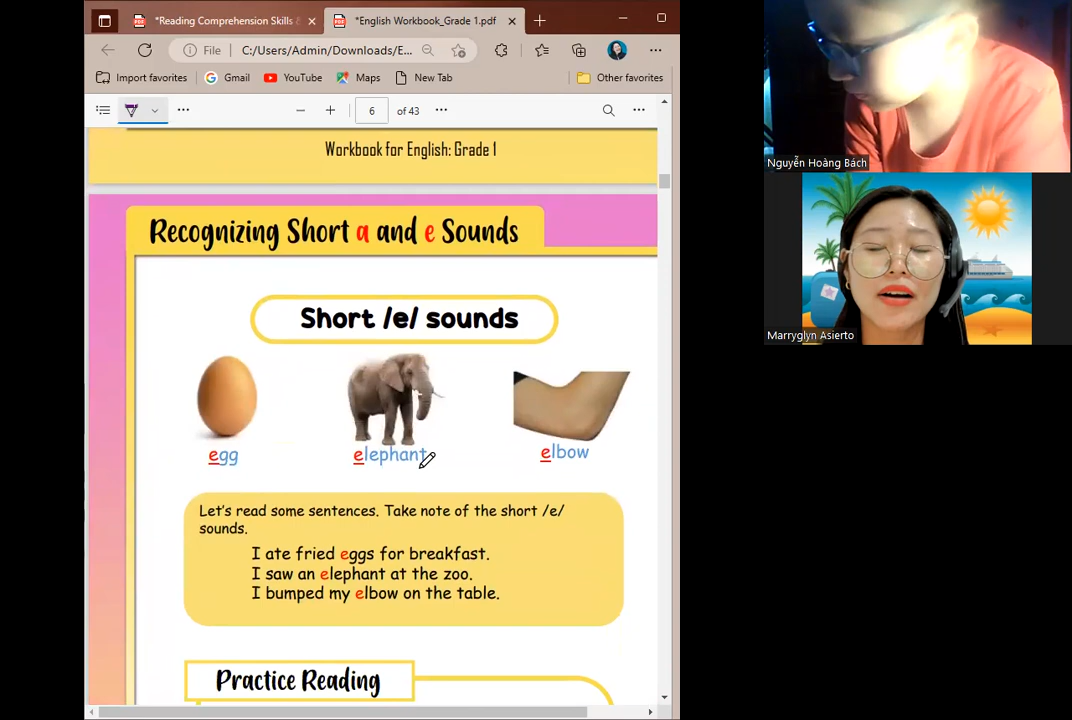 *Reading Comprehension Skills &
*English Workbook_Grade 1.pdf
File
C:/Users/Admin/Downloads/E...
Import favorites
Gmail
YouTube
Maps
New Tab
Other favorites
6 of 43
Workbook for English: Grade 1
Recognizing Short a and e Sounds
Short /e/ sounds
egg
elephant
elbow
Let's read some sentences. Take note of the short /e/
sounds.
I ate fried eggs for breakfast.
I saw an elephant at the zoo.
I bumped my elbow on the table.
Practice Reading
Nguyễn Hoàng Bách
Marryglyn Asierto